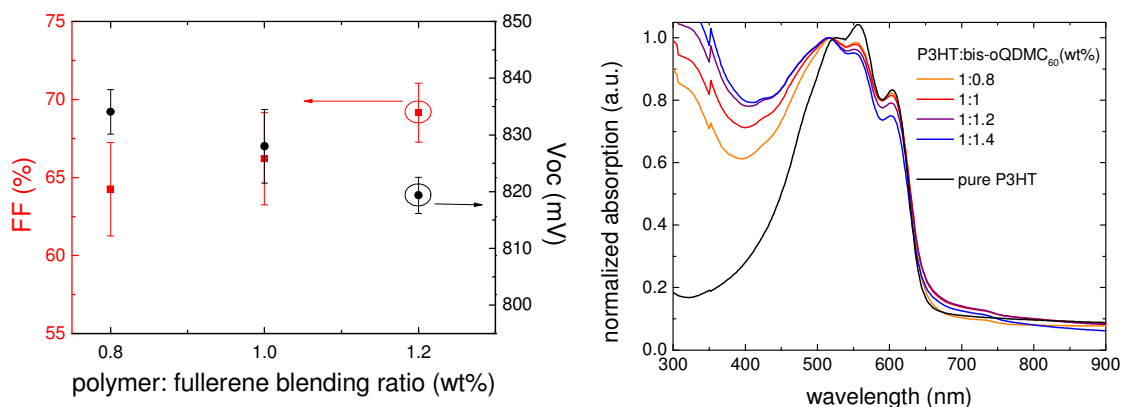 75
70
65
60
55
FF (%)
850
840
830
820
810
800
Voc (mV)
0.8 1.0 1.2
polymer: fullerene blending ratio (wt%)
1.0
0.8
0.6
0.4
0.2
0.0
normalized absorption (a.u.)
P3HT:bis-oQDMC₆₀(wt%)
1:0.8
1:1
1:1.2
1:1.4
pure P3HT
300 400 500 600 700 800 900
wavelength (nm)